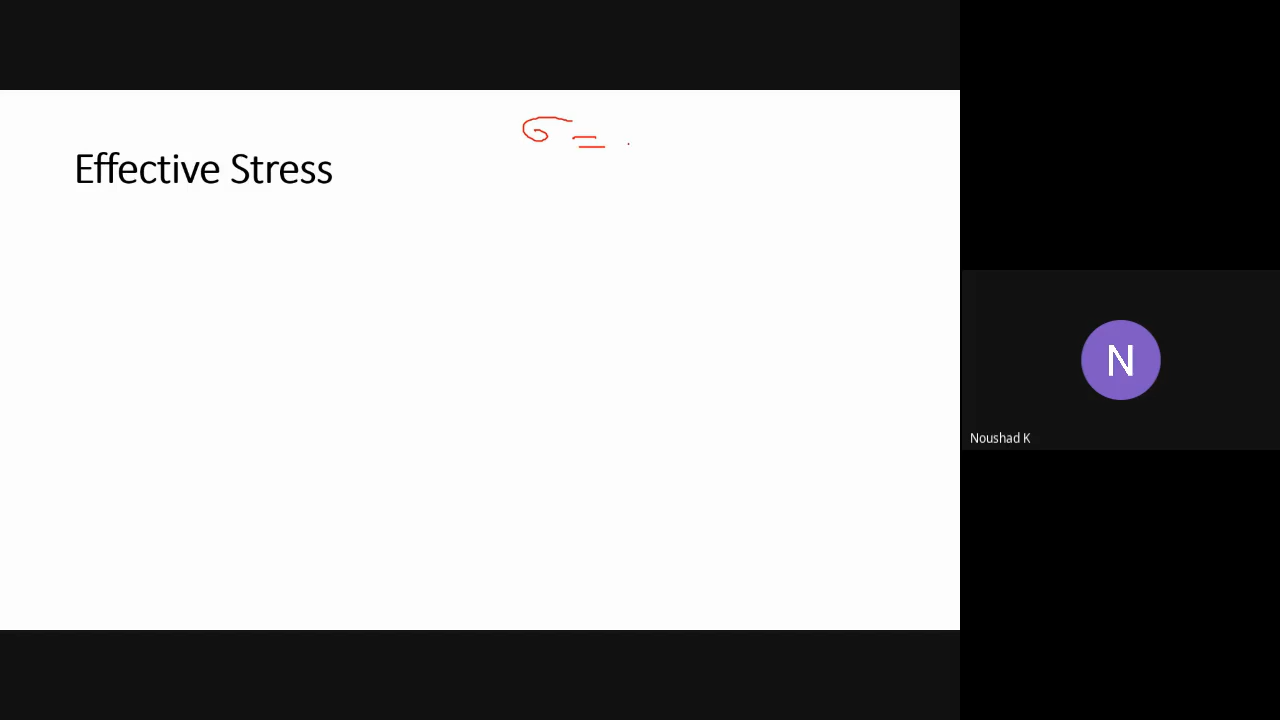 σ =
Effective Stress
N
Noushad K